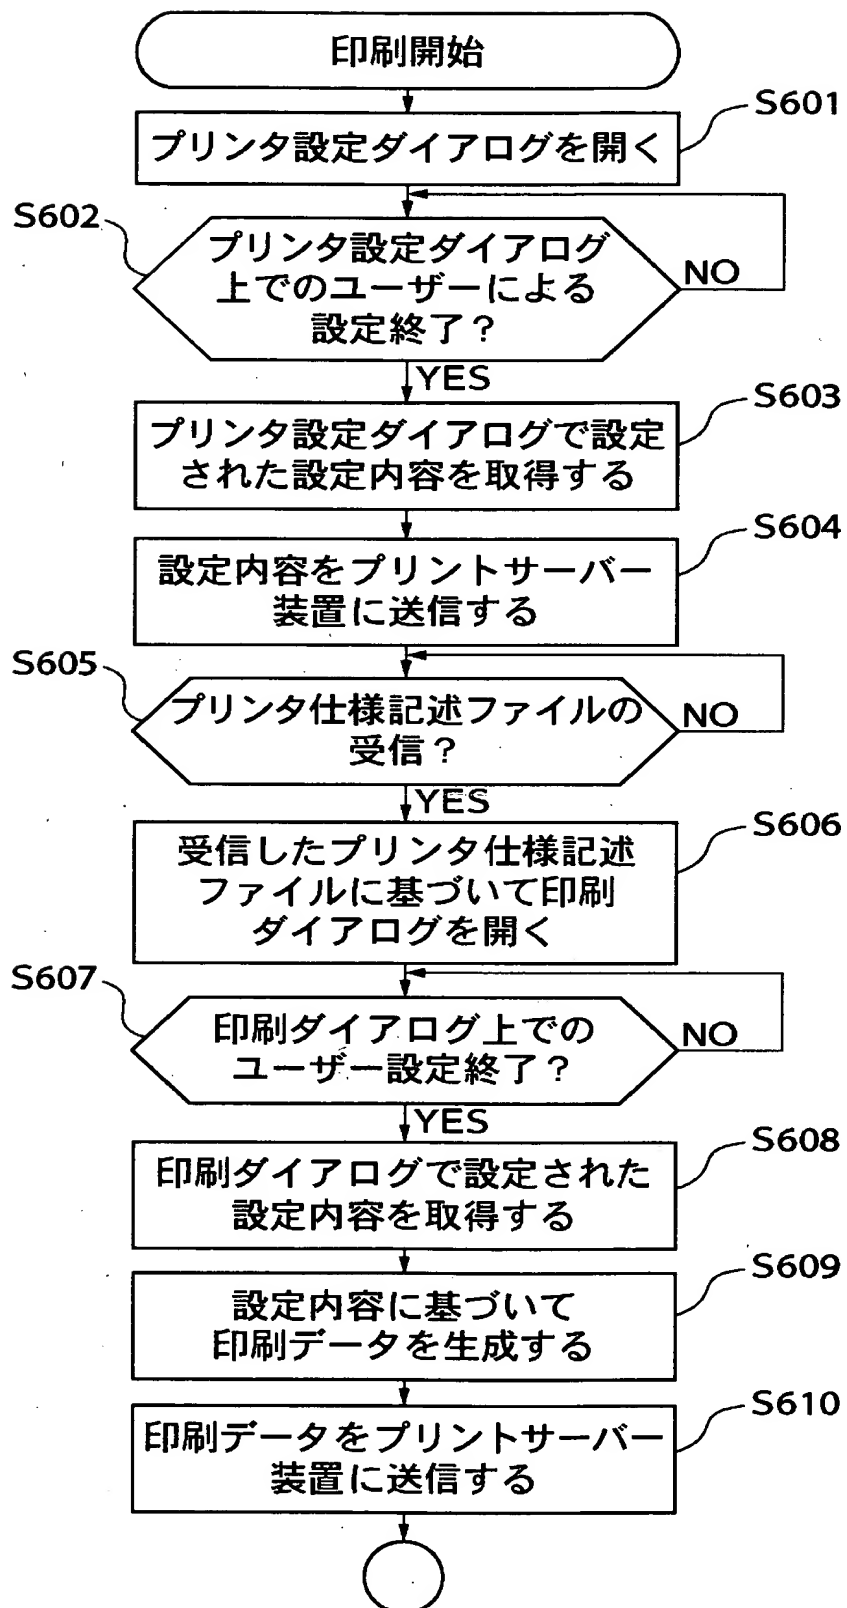 印刷開始
S601
プリンタ設定ダイアログを開く
S602
プリンタ設定ダイアログ
上でのユーザーによる
設定終了?
NO
YES
S603
プリンタ設定ダイアログで設定
された設定内容を取得する
S604
設定内容をプリントサーバー
装置に送信する
S605
プリンタ仕様記述ファイルの
受信?
NO
YES
S606
受信したプリンタ仕様記述
ファイルに基づいて印刷
ダイアログを開く
S607
印刷ダイアログ上での
ユーザー設定終了?
NO
YES
S608
印刷ダイアログで設定された
設定内容を取得する
S609
設定内容に基づいて
印刷データを生成する
S610
印刷データをプリントサーバー
装置に送信する